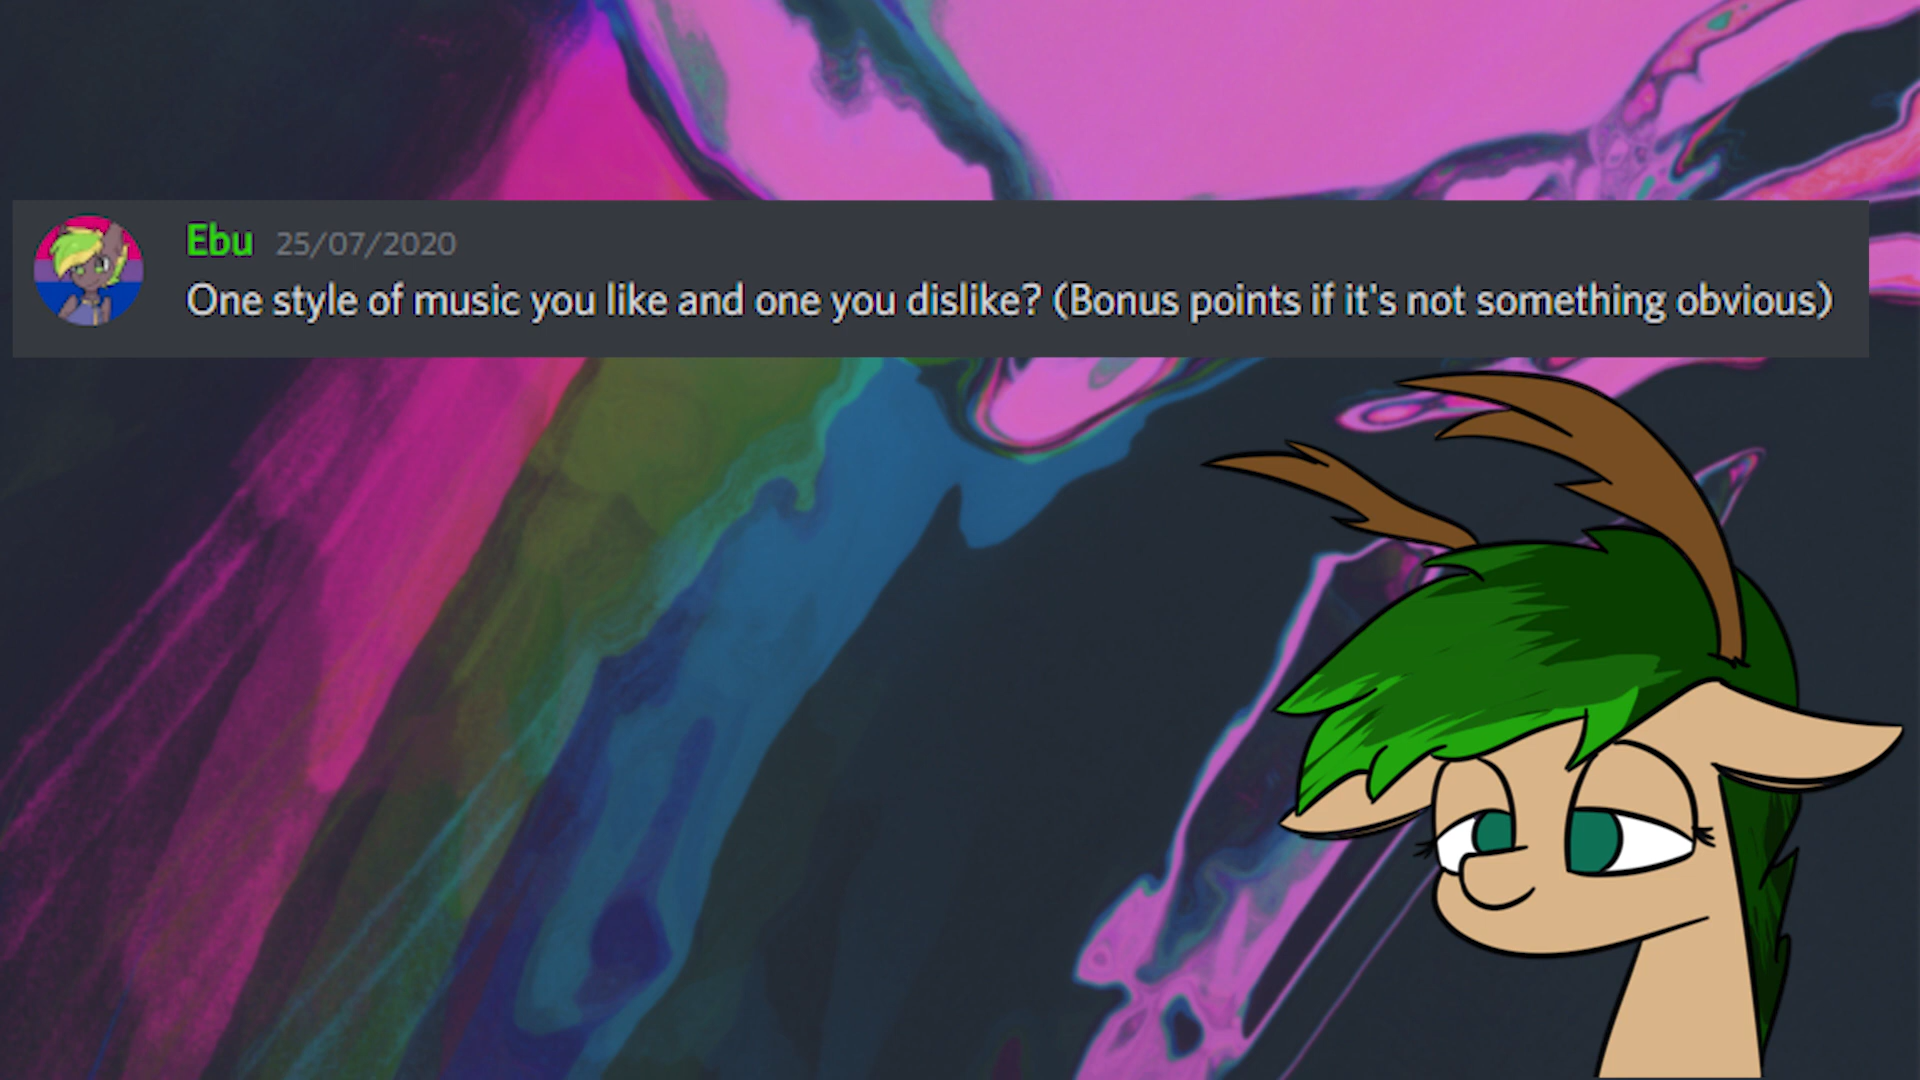 Ebu 25/07/2020
One style of music you like and one you dislike? (Bonus points if it's not something obvious)